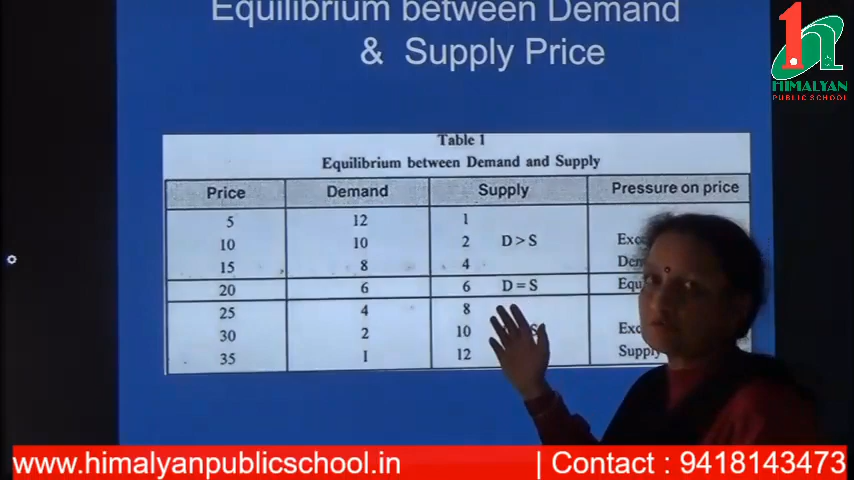 Equilibrium between Demand
& Supply Price
1h
HIMALYAN
PUBLIC SCHOOL
Table 1
Equilibrium between Demand and Supply
Price Demand Supply Pressure on price
5 12 1
10 10 2 D > S
15 8 4
20 6 6 D = S
25 4 8
30 2 10 S
35 1 12 Supply
www.himalyanpublicschool.in | Contact : 9418143473